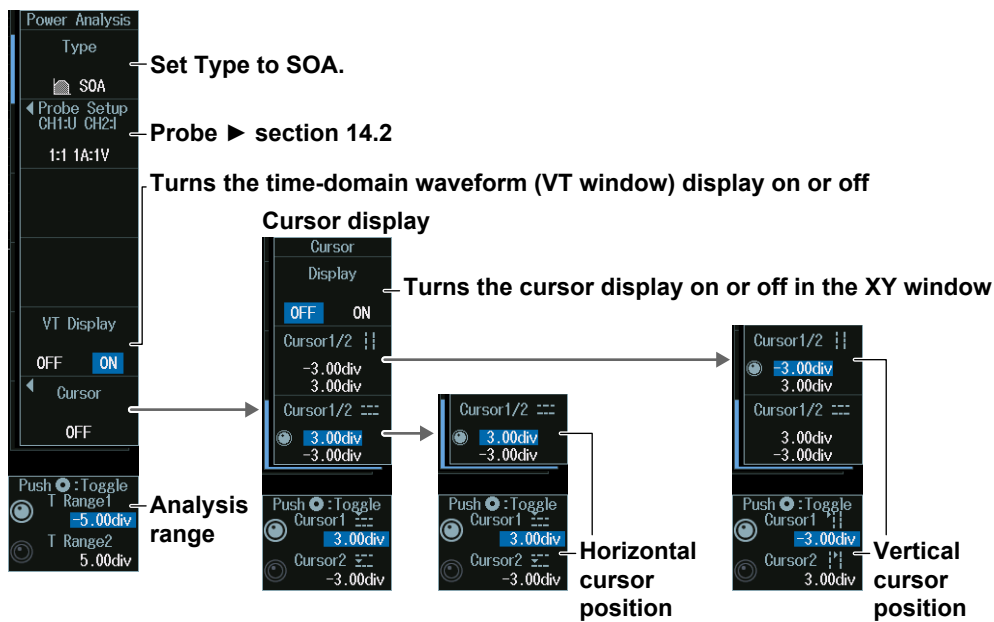 Power Analysis
Type
SOA
Set Type to SOA.
Probe Setup
CH1:U CH2:I
1:1 1A:1V
Probe ► section 14.2
Turns the time-domain waveform (VT window) display on or off
VT Display
OFF ON
Cursor
OFF
Push :Toggle
T Range1
-5.00div
T Range2
5.00div
Analysis
range
Cursor display
Cursor
Display
OFF ON
Turns the cursor display on or off in the XY window
Cursor1/2
-3.00div
3.00div
Cursor1/2
3.00div
-3.00div
Push :Toggle
Cursor1
3.00div
Cursor2
-3.00div
Cursor1/2
3.00div
-3.00div
Push :Toggle
Cursor1
3.00div
Cursor2
-3.00div
Horizontal
cursor
position
Cursor1/2
-3.00div
3.00div
Cursor1/2
3.00div
-3.00div
Push :Toggle
Cursor1
-3.00div
Cursor2
3.00div
Vertical
cursor
position